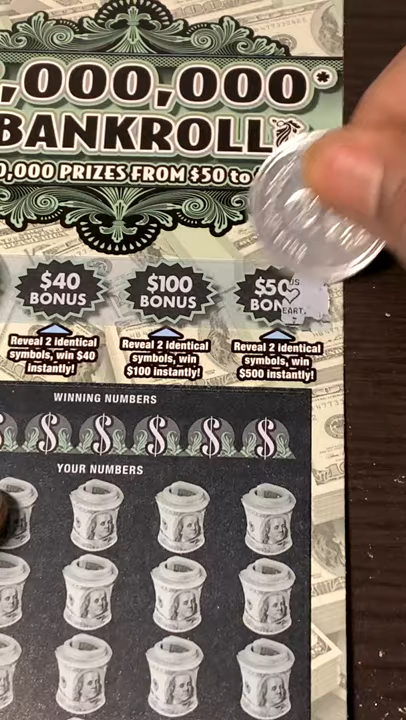 ,000,000*
BANKROLL
0,000 PRIZES FROM $50 to
$40
BONUS
$100
BONUS
$50
BON
EART.
Reveal 2 identical
symbols, win $40
instantly!
Reveal 2 identical
symbols, win
$100 instantly!
Reveal 2 identical
symbols, win
$500 instantly!
WINNING NUMBERS
$ $ $ $ $
YOUR NUMBERS